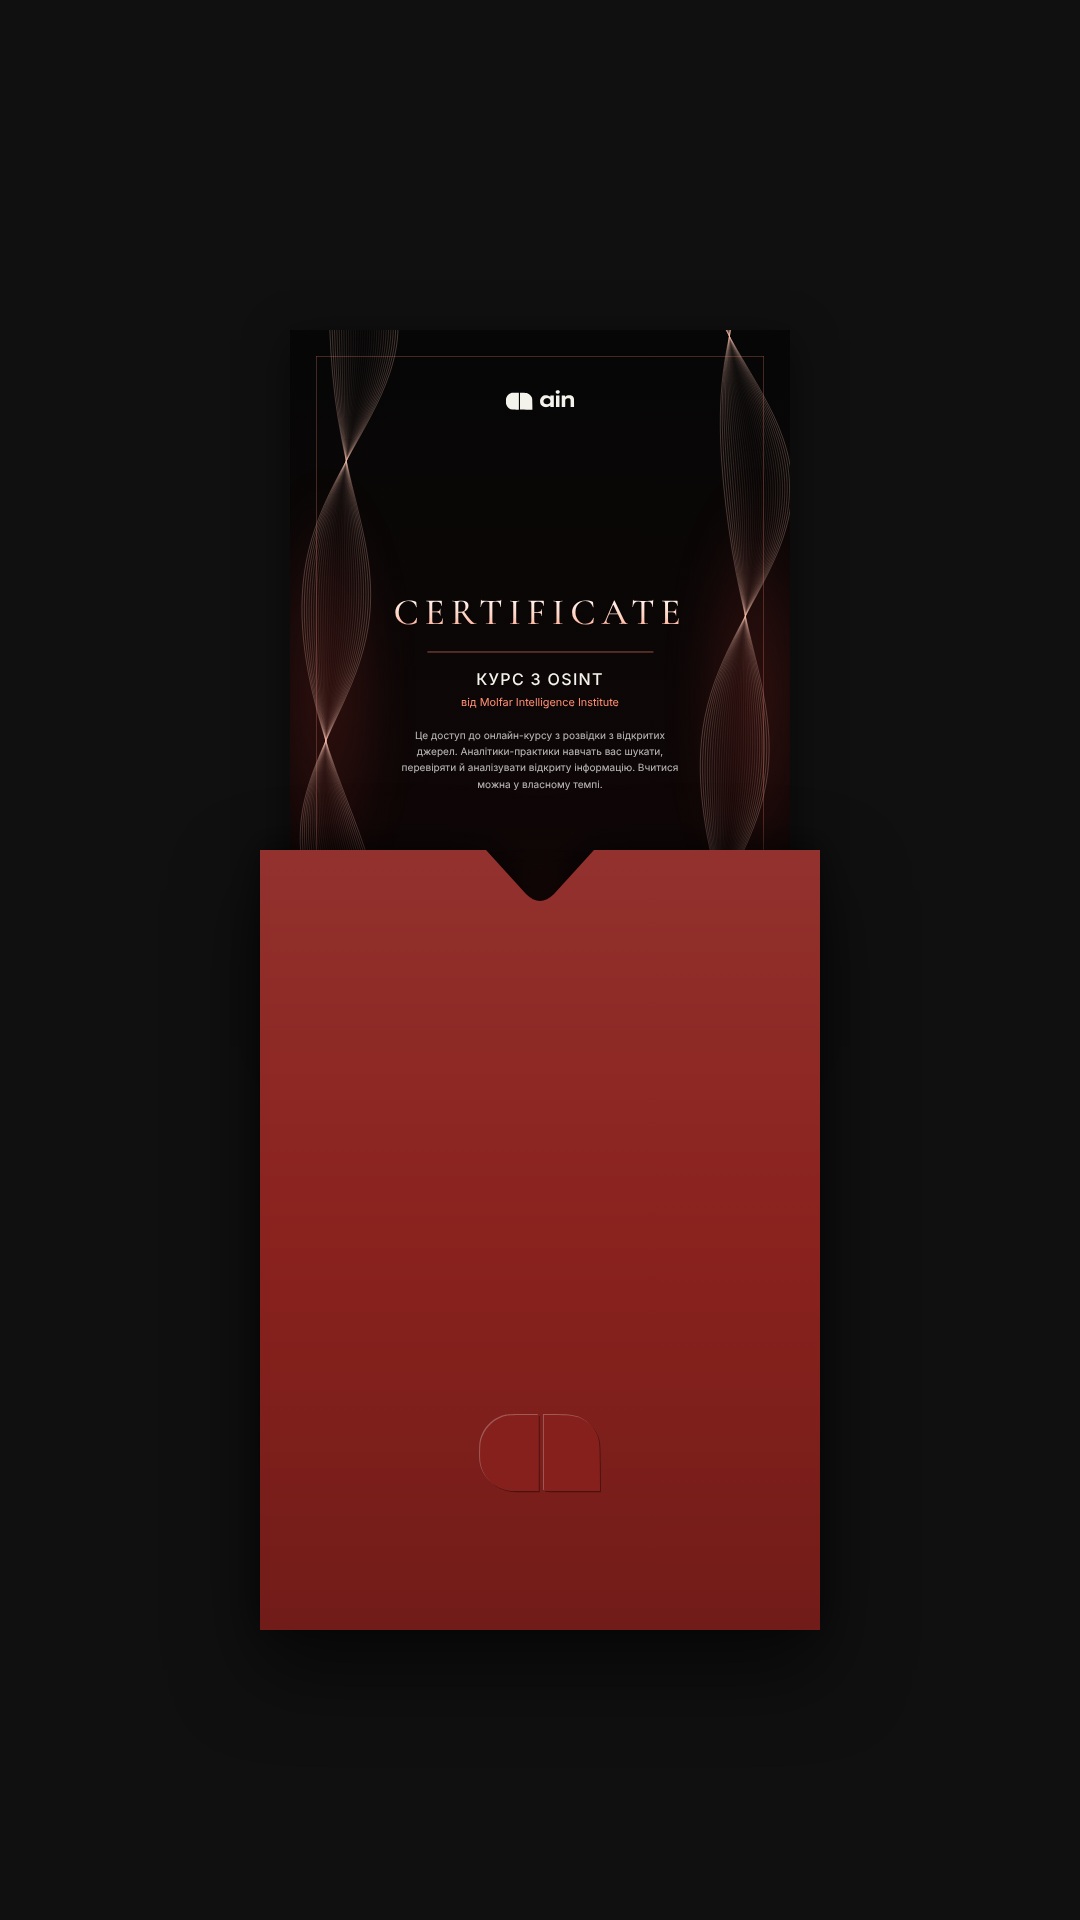 ain
CERTIFICATE
КУРС З OSINT
від Molfar Intelligence Institute
Це доступ до онлайн-курсу з розвідки з відкритих
джерел. Аналітики-практики навчать вас шукати,
перевіряти й аналізувати відкриту інформацію. Вчитися
можна у власному темпі.